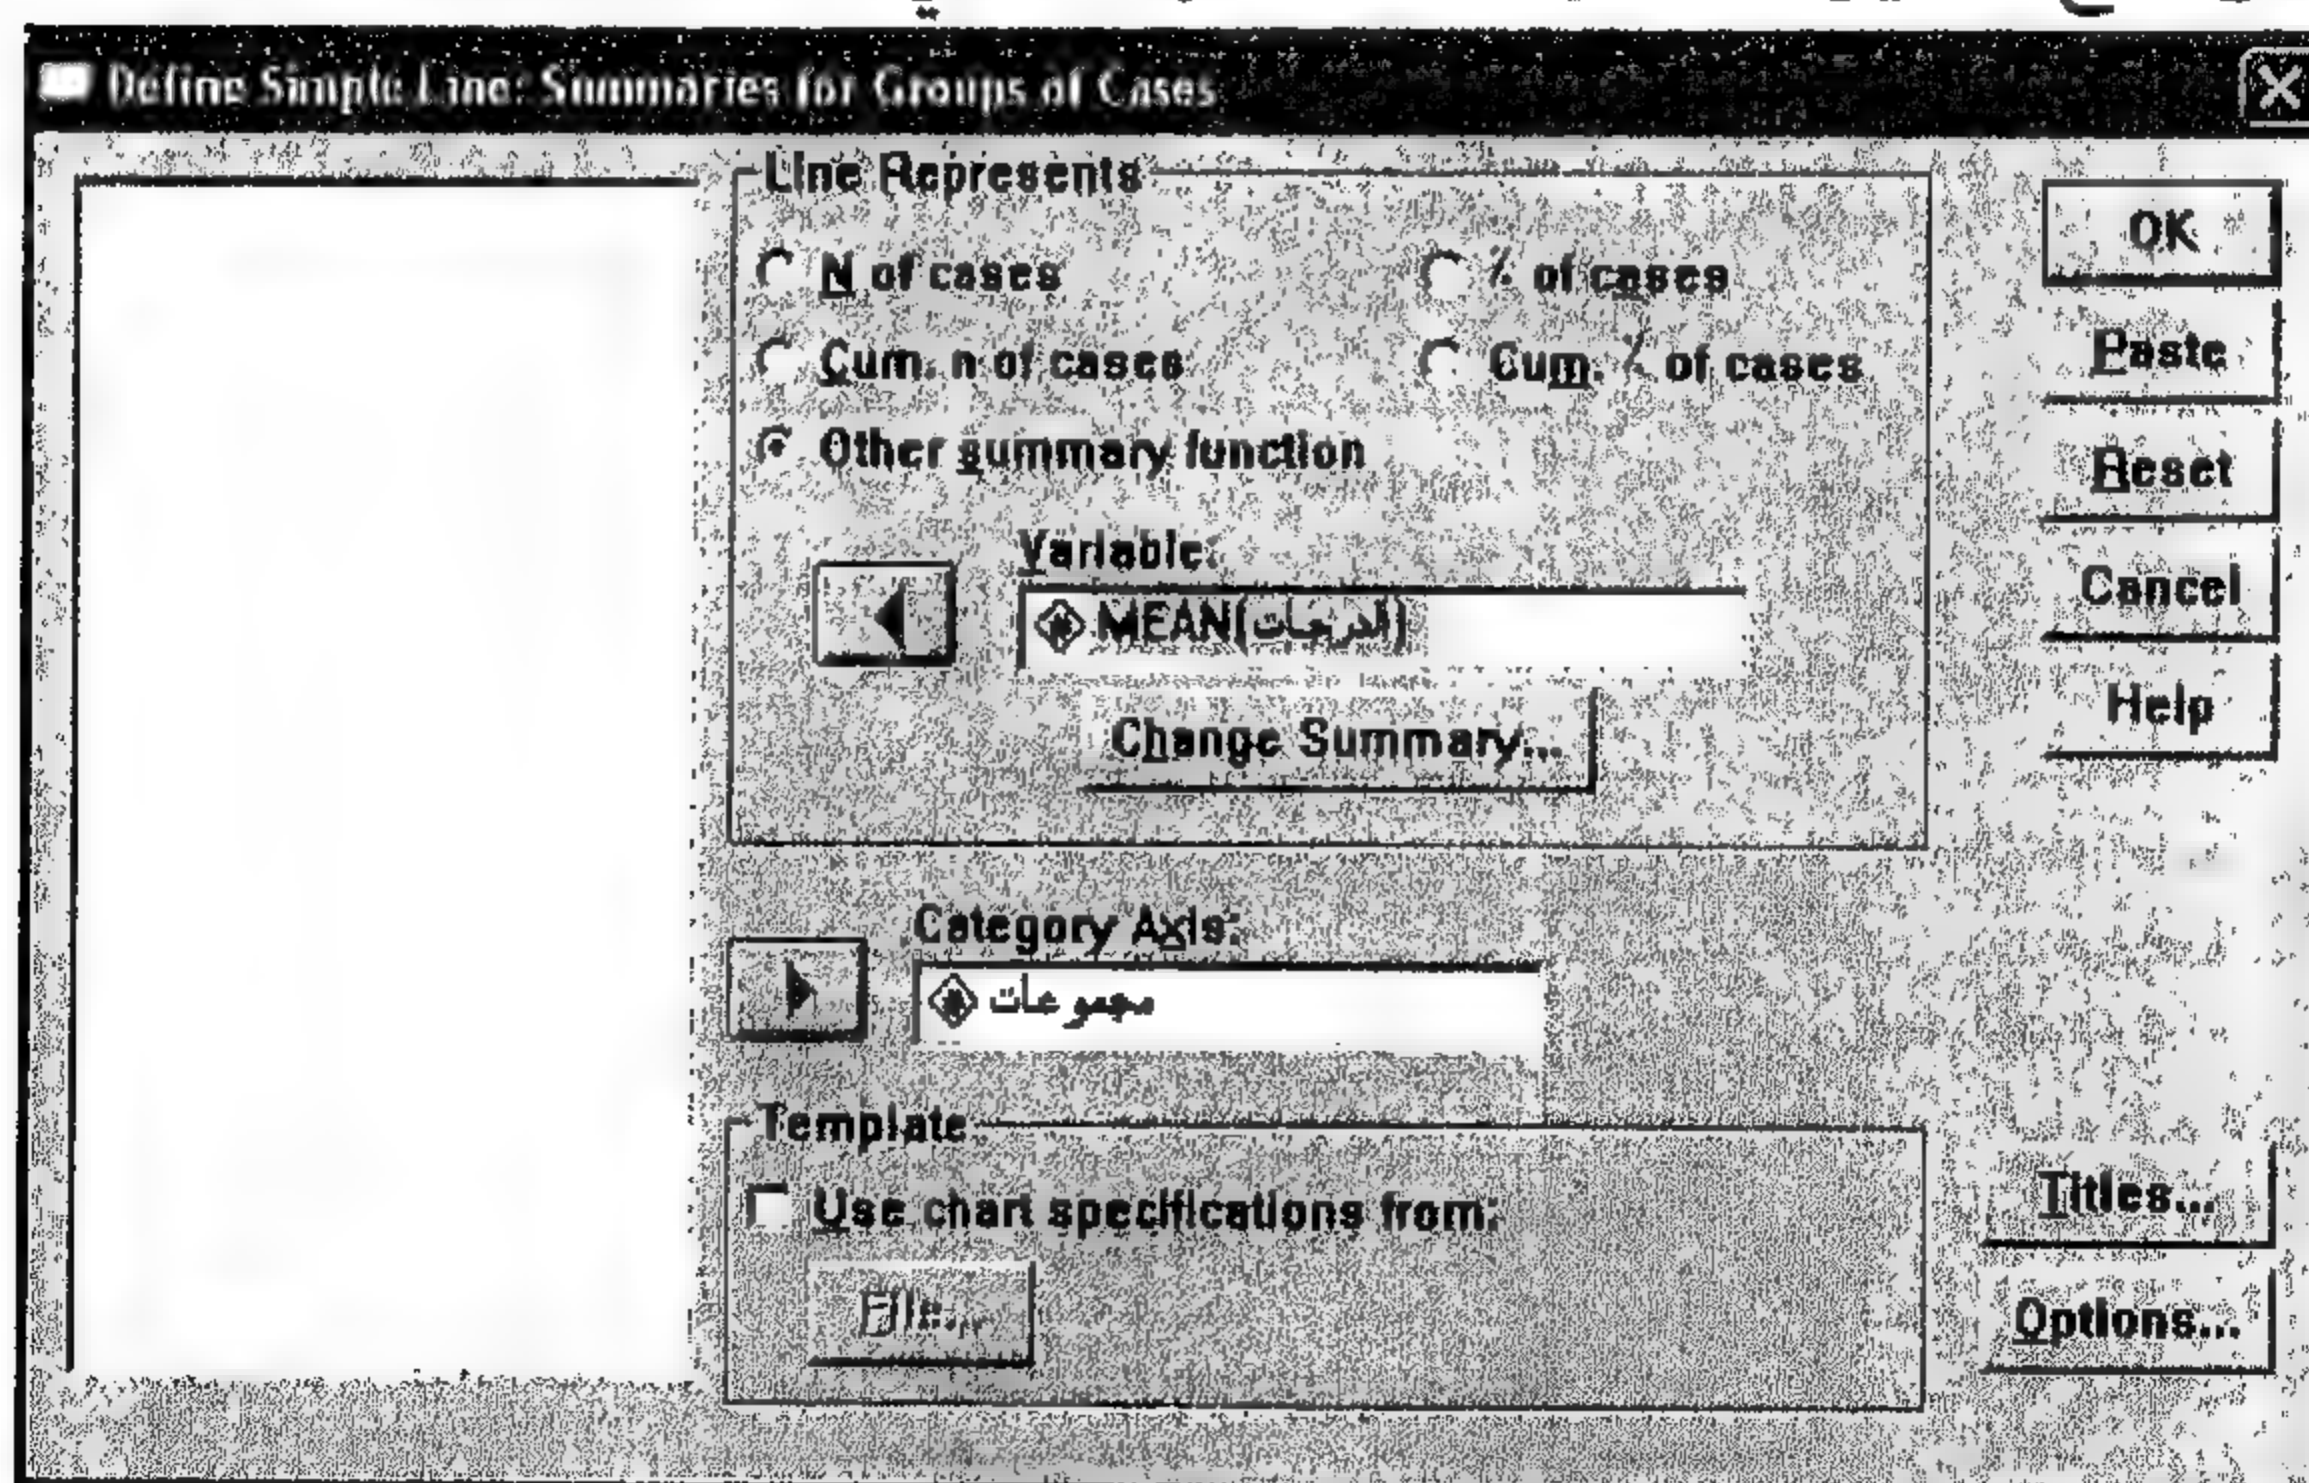 Define Simple Line: Summaries for Groups of Cases
Line Represents
N of cases
% of cases
Cum. n of cases
Cum. % of cases
Other summary function
Variable:
MEAN(الدرجات)
Change Summary...
Category Axis:
مجموعات
Template
Use chart specifications from:
File...
OK
Paste
Reset
Cancel
Help
Titles...
Options...